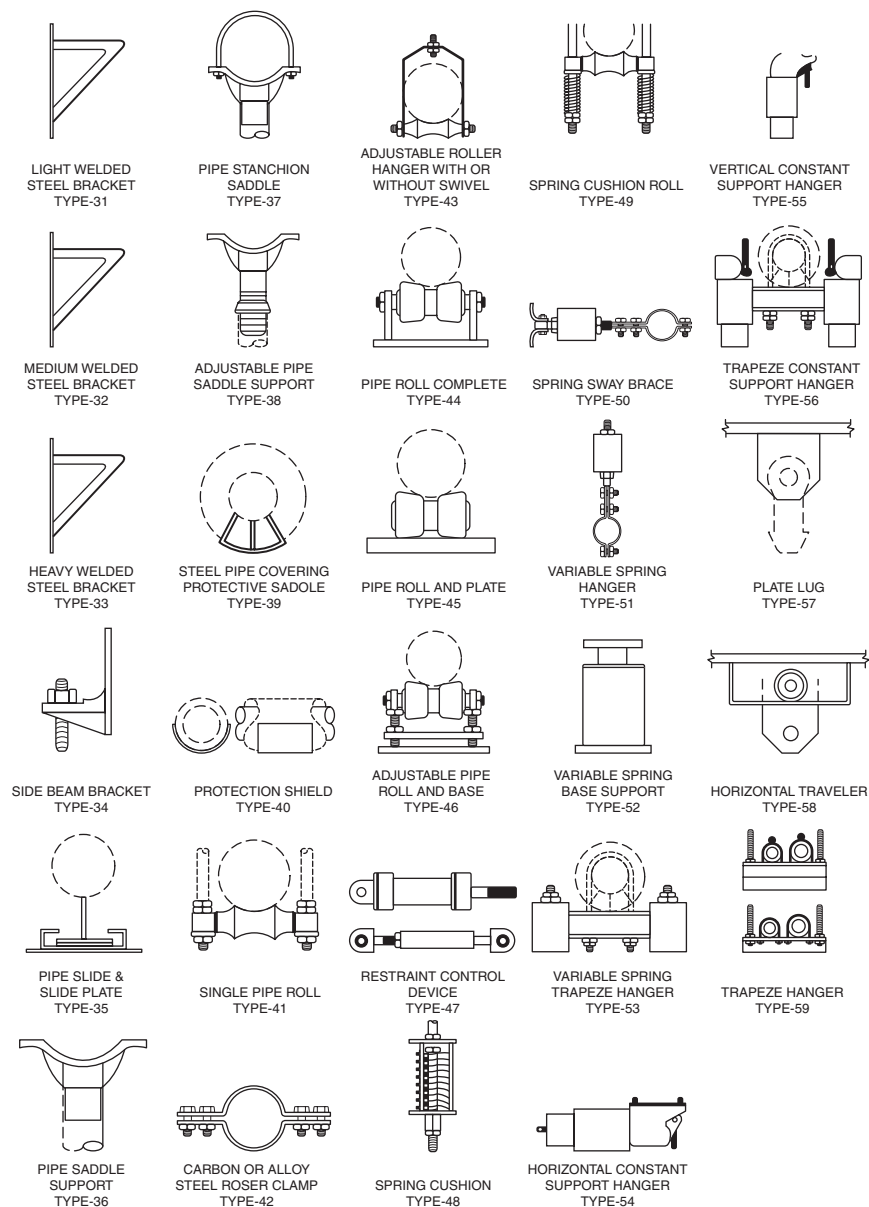 LIGHT WELDED
STEEL BRACKET
TYPE-31
PIPE STANCHION
SADDLE
TYPE-37
ADJUSTABLE ROLLER
HANGER WITH OR
WITHOUT SWIVEL
TYPE-43
SPRING CUSHION ROLL
TYPE-49
VERTICAL CONSTANT
SUPPORT HANGER
TYPE-55
MEDIUM WELDED
STEEL BRACKET
TYPE-32
ADJUSTABLE PIPE
SADDLE SUPPORT
TYPE-38
PIPE ROLL COMPLETE
TYPE-44
SPRING SWAY BRACE
TYPE-50
TRAPEZE CONSTANT
SUPPORT HANGER
TYPE-56
HEAVY WELDED
STEEL BRACKET
TYPE-33
STEEL PIPE COVERING
PROTECTIVE SADOLE
TYPE-39
PIPE ROLL AND PLATE
TYPE-45
VARIABLE SPRING
HANGER
TYPE-51
PLATE LUG
TYPE-57
SIDE BEAM BRACKET
TYPE-34
PROTECTION SHIELD
TYPE-40
ADJUSTABLE PIPE
ROLL AND BASE
TYPE-46
VARIABLE SPRING
BASE SUPPORT
TYPE-52
HORIZONTAL TRAVELER
TYPE-58
PIPE SLIDE &
SLIDE PLATE
TYPE-35
SINGLE PIPE ROLL
TYPE-41
RESTRAINT CONTROL
DEVICE
TYPE-47
VARIABLE SPRING
TRAPEZE HANGER
TYPE-53
TRAPEZE HANGER
TYPE-59
PIPE SADDLE
SUPPORT
TYPE-36
CARBON OR ALLOY
STEEL ROSER CLAMP
TYPE-42
SPRING CUSHION
TYPE-48
HORIZONTAL CONSTANT
SUPPORT HANGER
TYPE-54